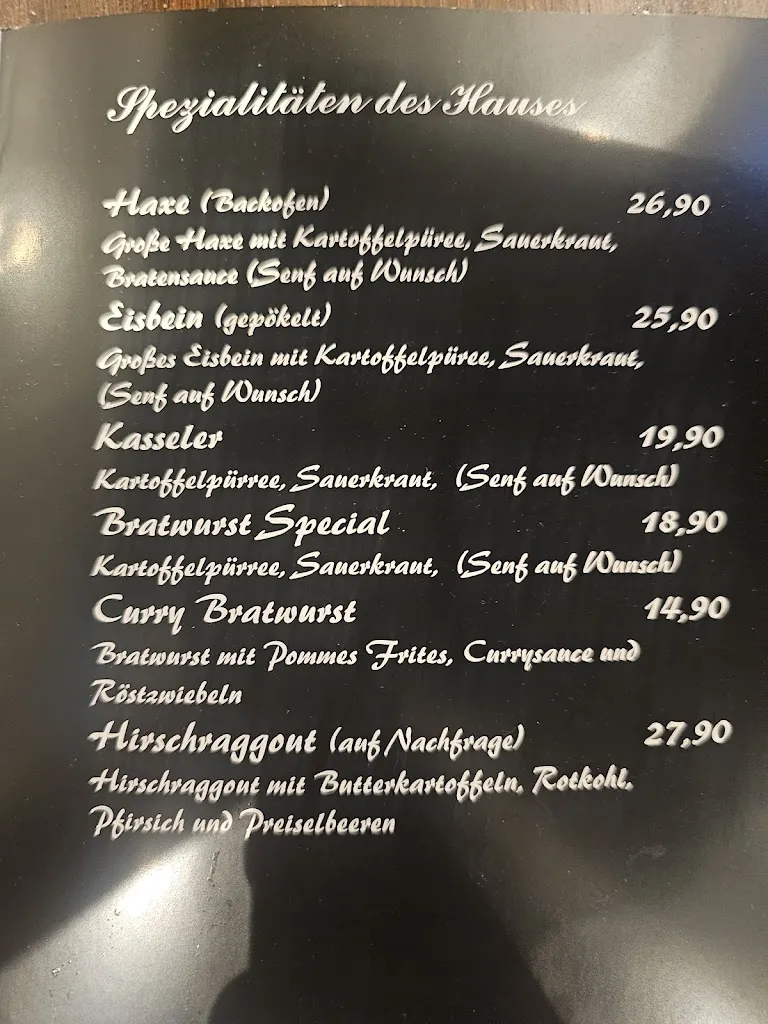 Spezialitäten des Hauses
Haxe (Backofen) 26,90
Große Haxe mit Kartoffelpüree, Sauerkraut,
Bratensauce (Senf auf Wunsch)
Eisbein (gepökelt) 25,90
Großes Eisbein mit Kartoffelpüree, Sauerkraut,
(Senf auf Wunsch)
Kasseler 19,90
Kartoffelpürree, Sauerkraut, (Senf auf Wunsch)
Bratwurst Special 18,90
Kartoffelpürree, Sauerkraut, (Senf auf Wunsch)
Curry Bratwurst 14,90
Bratwurst mit Pommes Frites, Currysauce und
Röstzwiebeln
Hirschraggout (auf Nachfrage) 27,90
Hirschraggout mit Butterkartoffeln, Rotkohl,
Pfirsich und Preiselbeeren